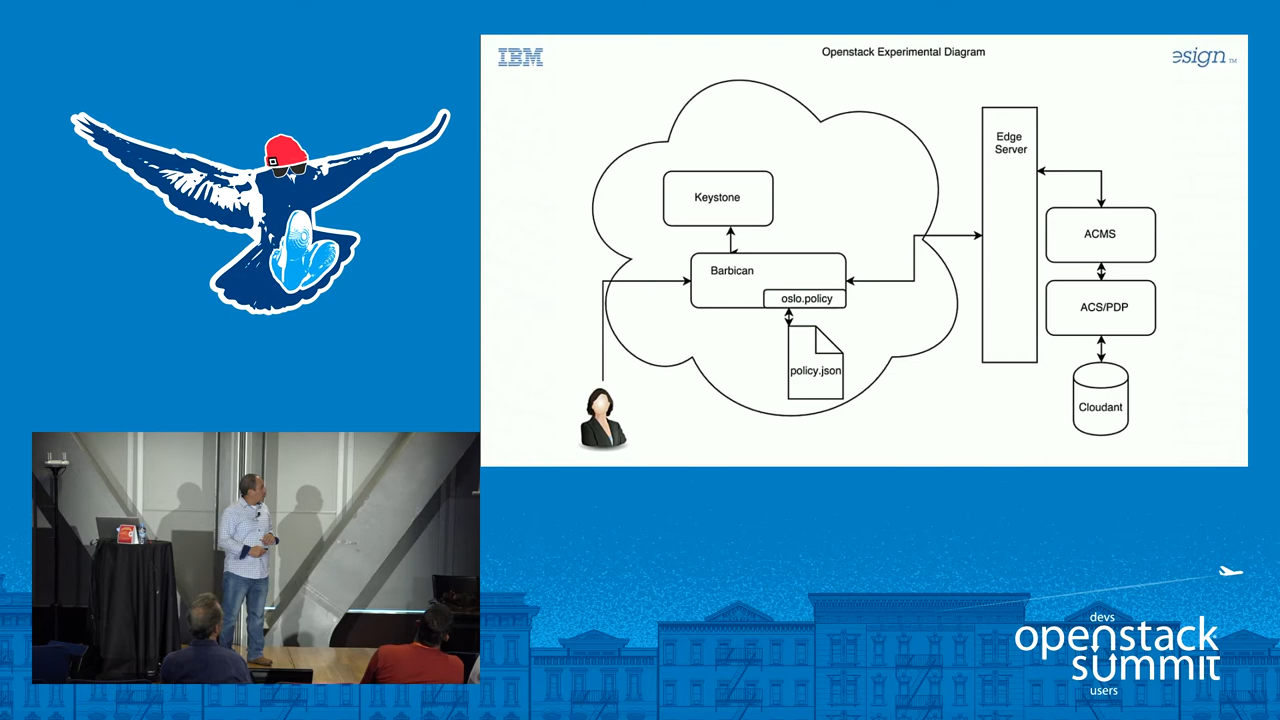 IBM
Openstack Experimental Diagram
esign™
Edge
Server
Keystone
ACMS
Barbican
oslo.policy
ACS/PDP
policy.json
Cloudant
devs
openstack
summit
users